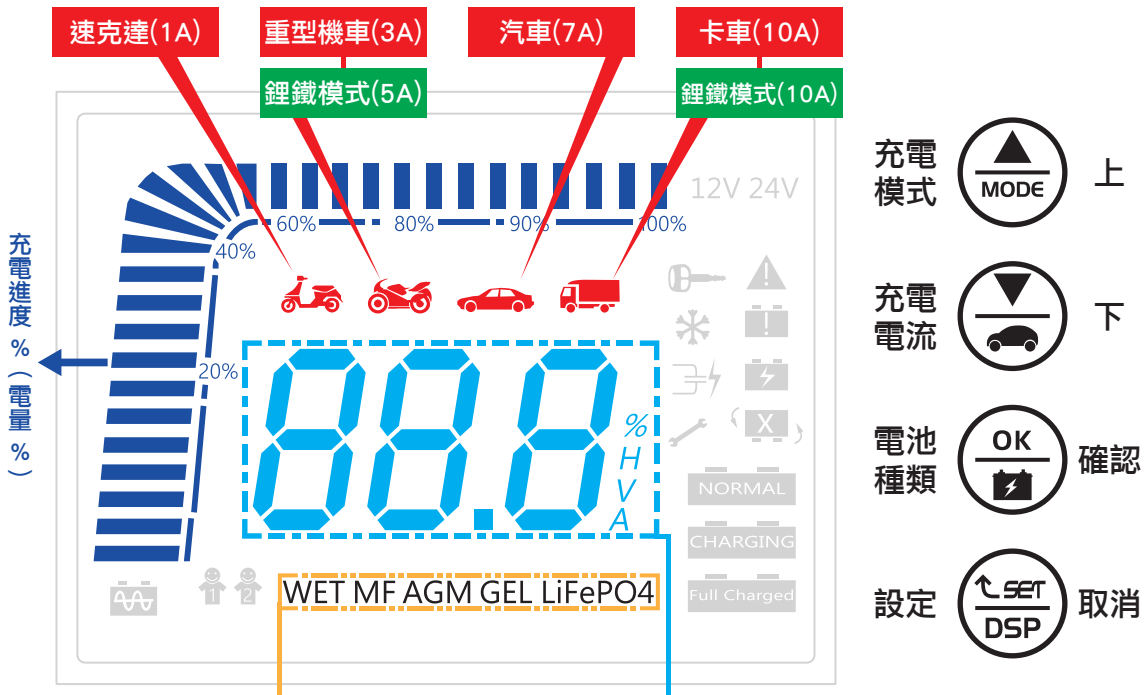 速克達(1A)
重型機車(3A)
汽車(7A)
卡車(10A)
鋰鐵模式(5A)
鋰鐵模式(10A)
12V 24V
60%
80%
90%
100%
40%
20%
充電進度 %（電量 %）
88.8
%
H
V
A
X
NORMAL
CHARGING
Full Charged
1
2
WET MF AGM GEL LiFePO4
充電
模式
MODE
上
充電
電流
下
電池
種類
OK
確認
設定
SET
DSP
取消